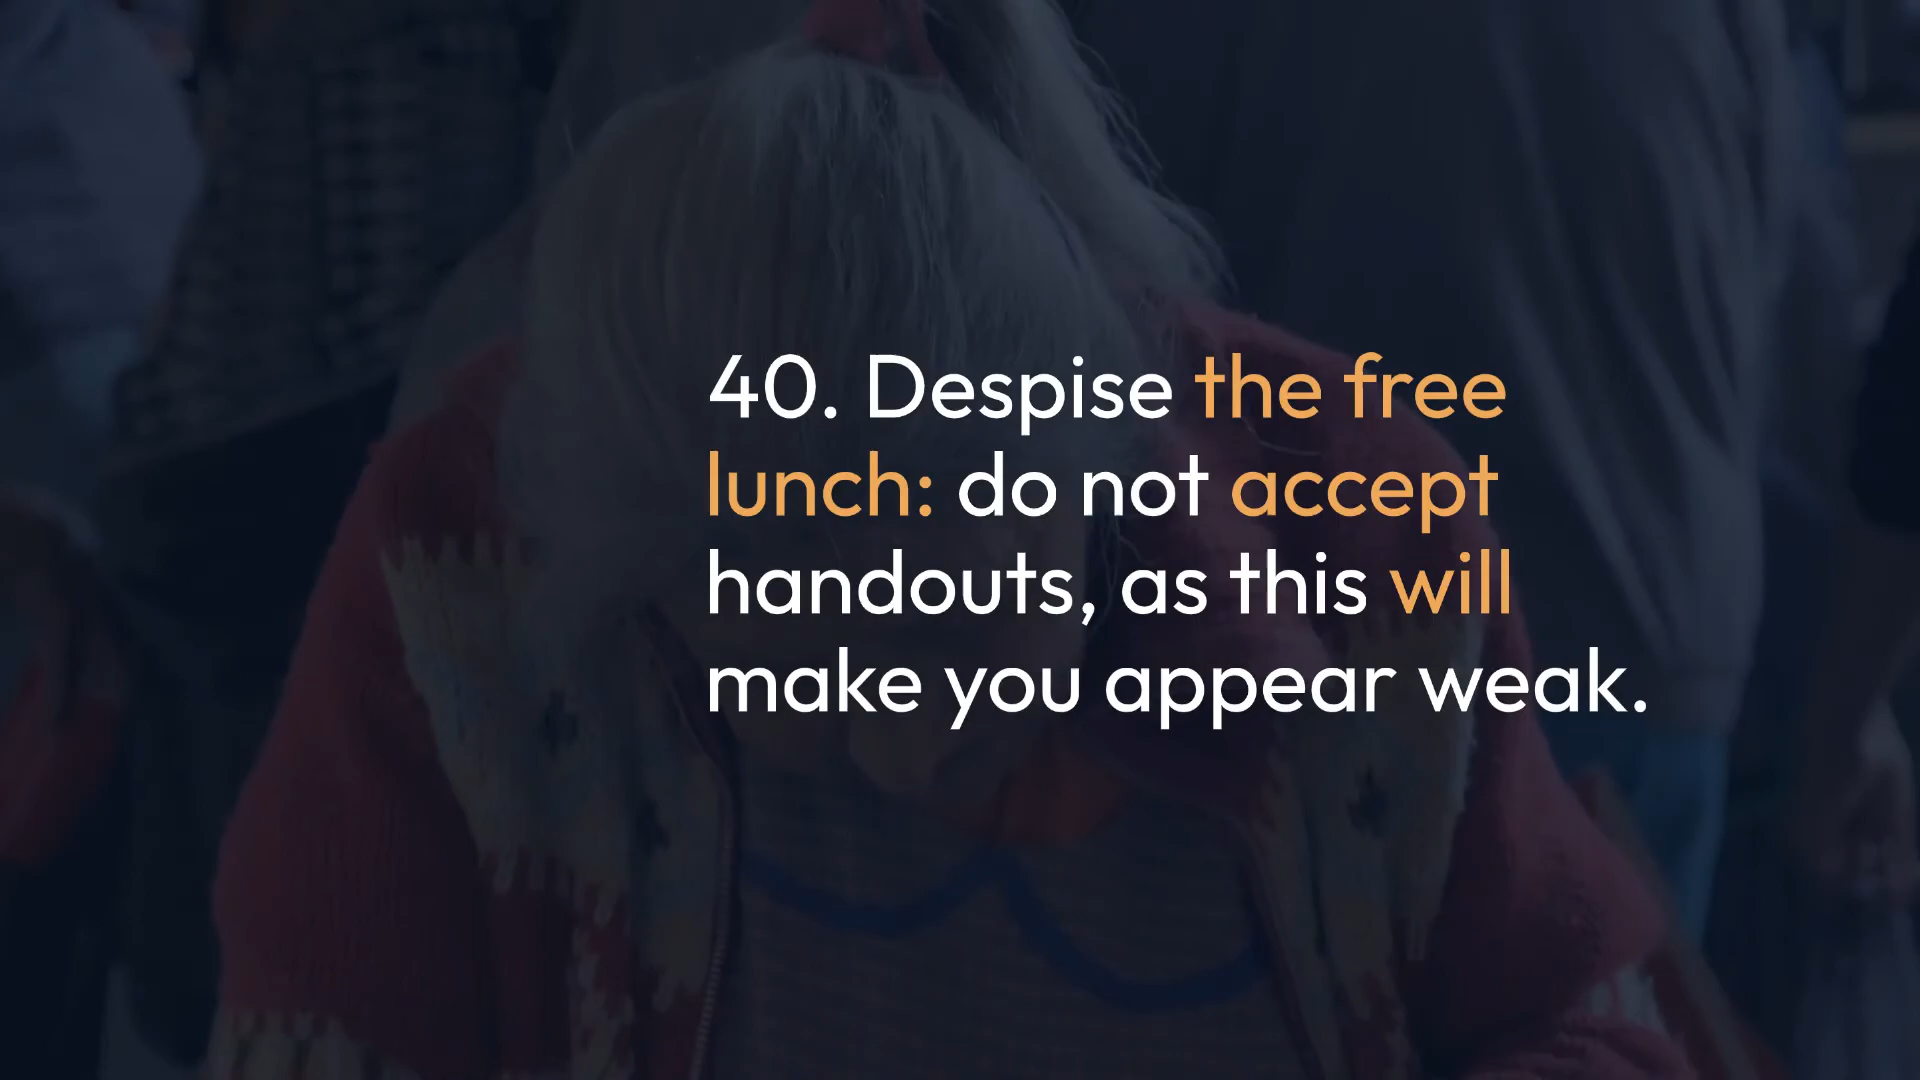 40. Despise the free
lunch: do not accept
handouts, as this will
make you appear weak.